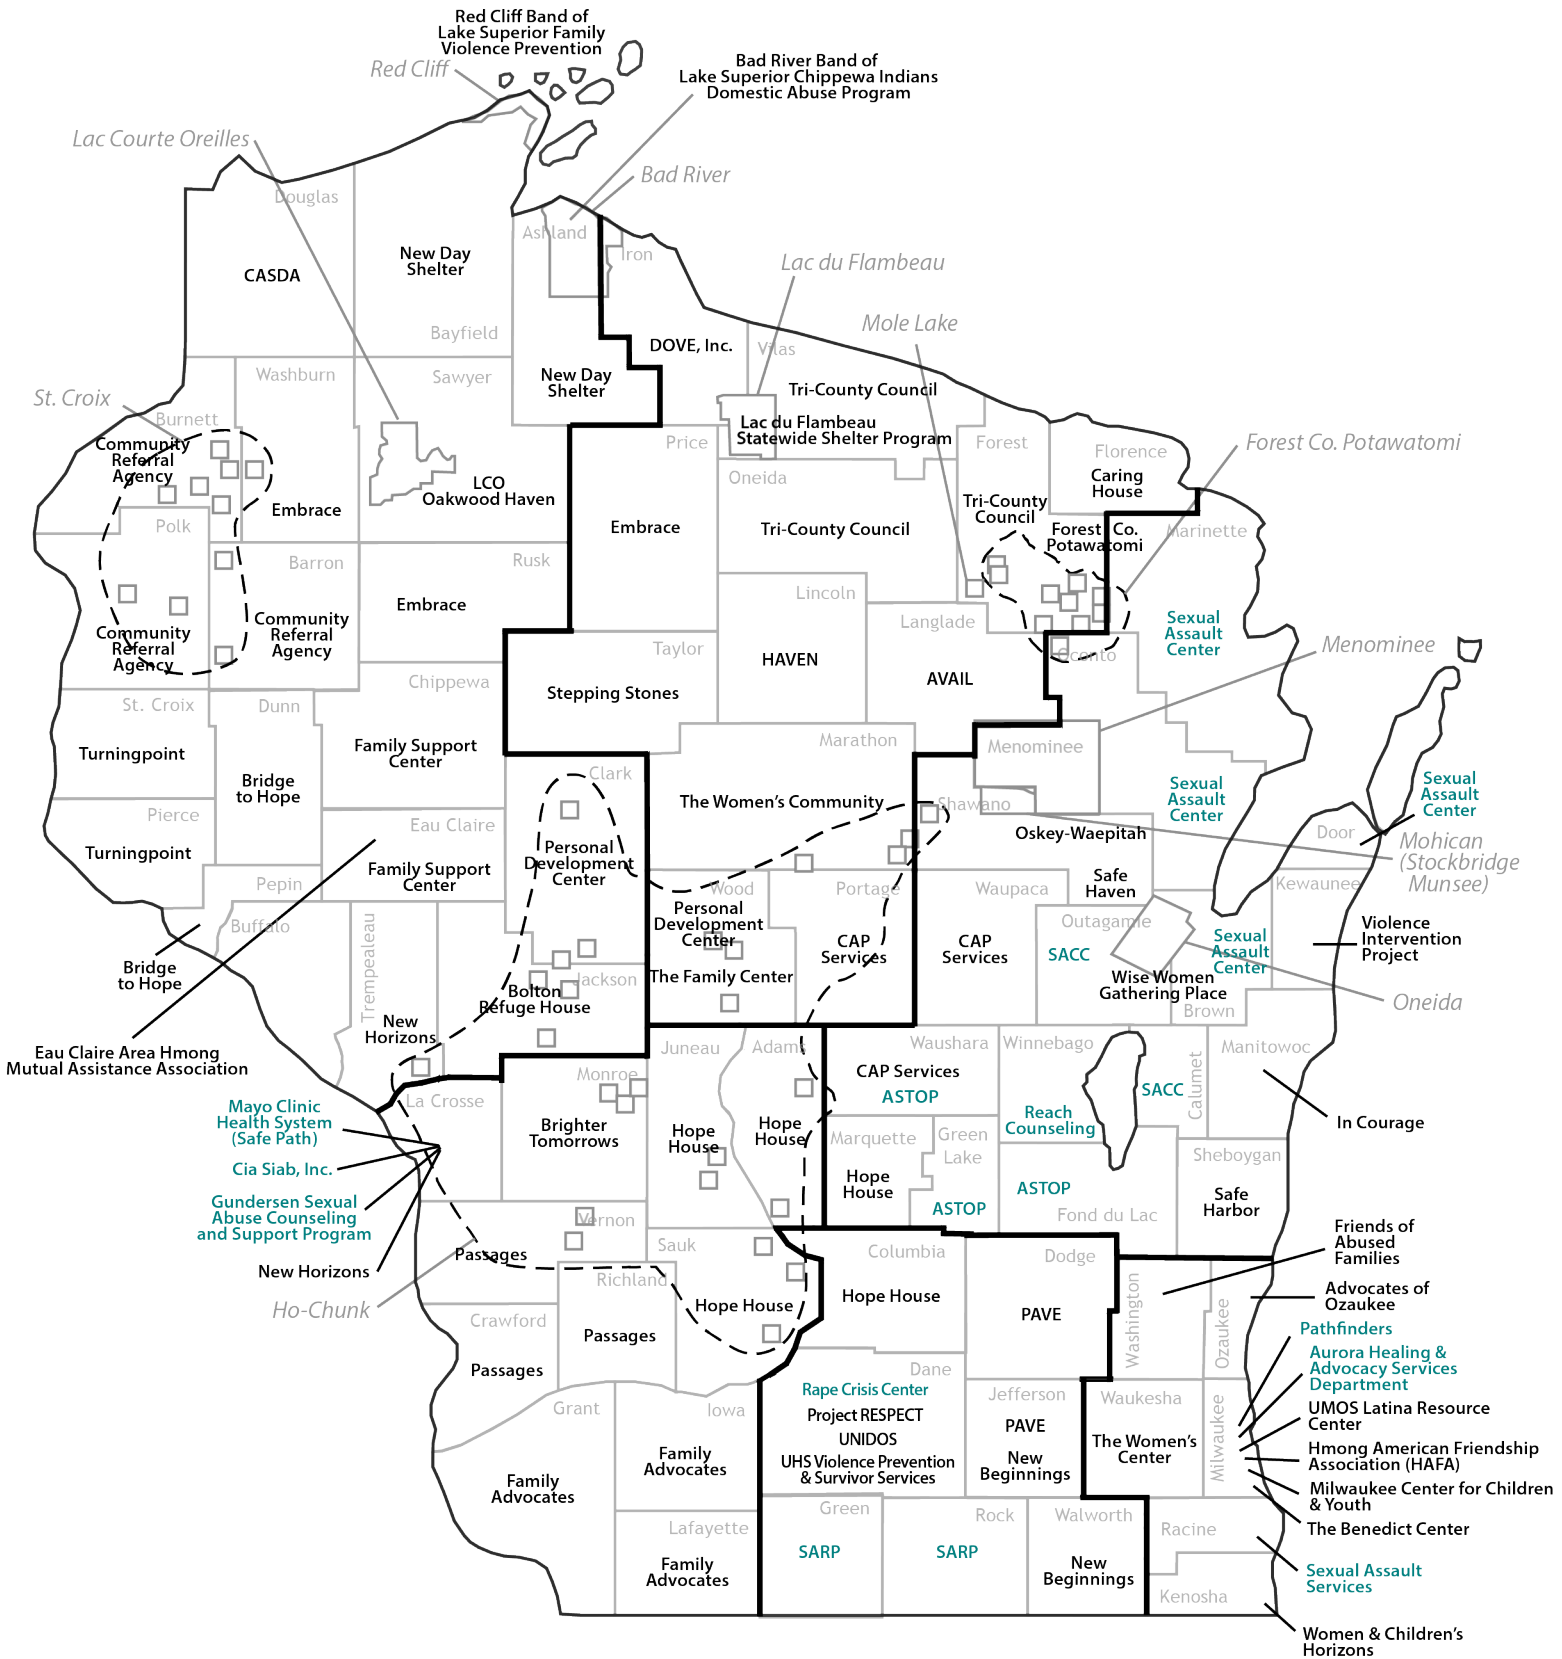 Red Cliff Band of
Lake Superior Family
Violence Prevention
Red Cliff
Bad River Band of
Lake Superior Chippewa Indians
Domestic Abuse Program
Lac Courte Oreilles
Bad River
Douglas
Ashland
Iron
New Day
Shelter
CASDA
Lac du Flambeau
Mole Lake
Bayfield
DOVE, Inc.
Vilas
Washburn
Sawyer
New Day
Shelter
Tri-County Council
St. Croix
Burnett
Lac du Flambeau
Statewide Shelter Program
Price
Forest
Florence
Forest Co. Potawatomi
Community
Referral
Agency
Caring
House
Oneida
LCO
Oakwood Haven
Embrace
Tri-County
Council
Polk
Embrace
Tri-County Council
Forest Co.
Potawatomi
Marinette
Barron
Rusk
Lincoln
Embrace
Langlade
Community
Referral
Agency
Community
Referral
Agency
Sexual
Assault
Center
Taylor
HAVEN
Oconto
Menominee
Chippewa
AVAIL
Stepping Stones
St. Croix
Dunn
Turningpoint
Family Support
Center
Marathon
Menominee
Clark
Bridge
to Hope
The Women's Community
Shawano
Sexual
Assault
Center
Sexual
Assault
Center
Pierce
Eau Claire
Oskey-Waepitah
Door
Turningpoint
Personal
Development
Center
Mohican
(Stockbridge
Munsee)
Family Support
Center
Pepin
Wood
Portage
Waupaca
Safe
Haven
Kewaunee
Buffalo
Trempealeau
Personal
Development
Center
CAP
Services
CAP
Services
Outagamie
SACC
Sexual
Assault
Center
Violence
Intervention
Project
Bridge
to Hope
Jackson
The Family Center
Wise Women
Gathering Place
Bolton
Refuge House
Brown
Oneida
New
Horizons
Eau Claire Area Hmong
Mutual Assistance Association
Juneau
Adams
Waushara
Winnebago
Calumet
Manitowoc
Monroe
CAP Services
ASTOP
SACC
La Crosse
Mayo Clinic
Health System
(Safe Path)
Brighter
Tomorrows
Hope
House
Hope
House
Reach
Counseling
In Courage
Marquette
Green
Lake
Sheboygan
Cia Siab, Inc.
Hope
House
ASTOP
ASTOP
Safe
Harbor
Gundersen Sexual
Abuse Counseling
and Support Program
Vernon
Fond du Lac
Friends of
Abused
Families
Passages
Sauk
Columbia
Dodge
New Horizons
Richland
Ho-Chunk
Hope House
Hope House
Washington
Ozaukee
Advocates of
Ozaukee
Crawford
Passages
PAVE
Pathfinders
Passages
Dane
Aurora Healing &
Advocacy Services
Department
Rape Crisis Center
Jefferson
Waukesha
Milwaukee
Grant
Iowa
Project RESPECT
PAVE
UMOS Latina Resource
Center
UNIDOS
The Women's
Center
Hmong American Friendship
Association (HAFA)
Family
Advocates
UHS Violence Prevention
& Survivor Services
New
Beginnings
Family
Advocates
Milwaukee Center for Children
& Youth
Lafayette
Green
Rock
Walworth
Racine
The Benedict Center
SARP
SARP
Family
Advocates
New
Beginnings
Sexual Assault
Services
Kenosha
Women & Children's
Horizons